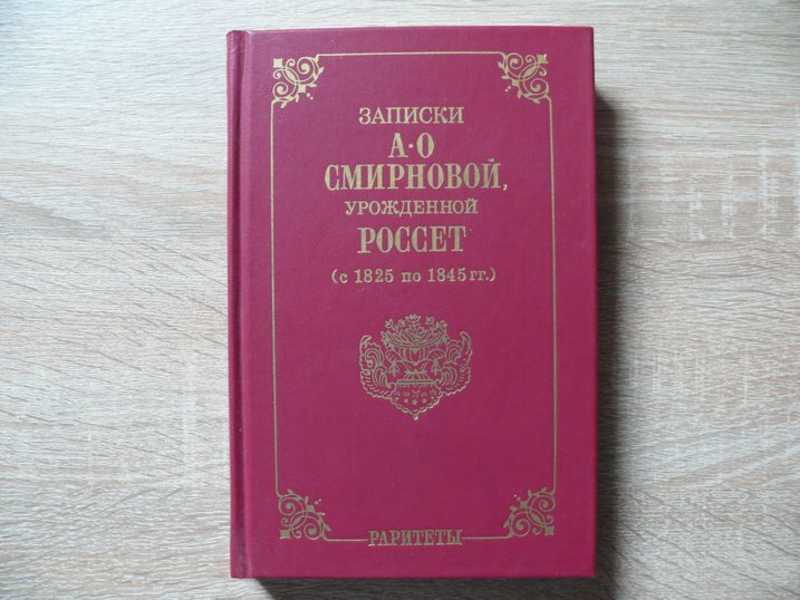 ЗАПИСКИ
А·О
СМИРНОВОЙ,
УРОЖДЕННОЙ
РОССЕТ
(с 1825 по 1845 гг.)
РАРИТЕТЫ